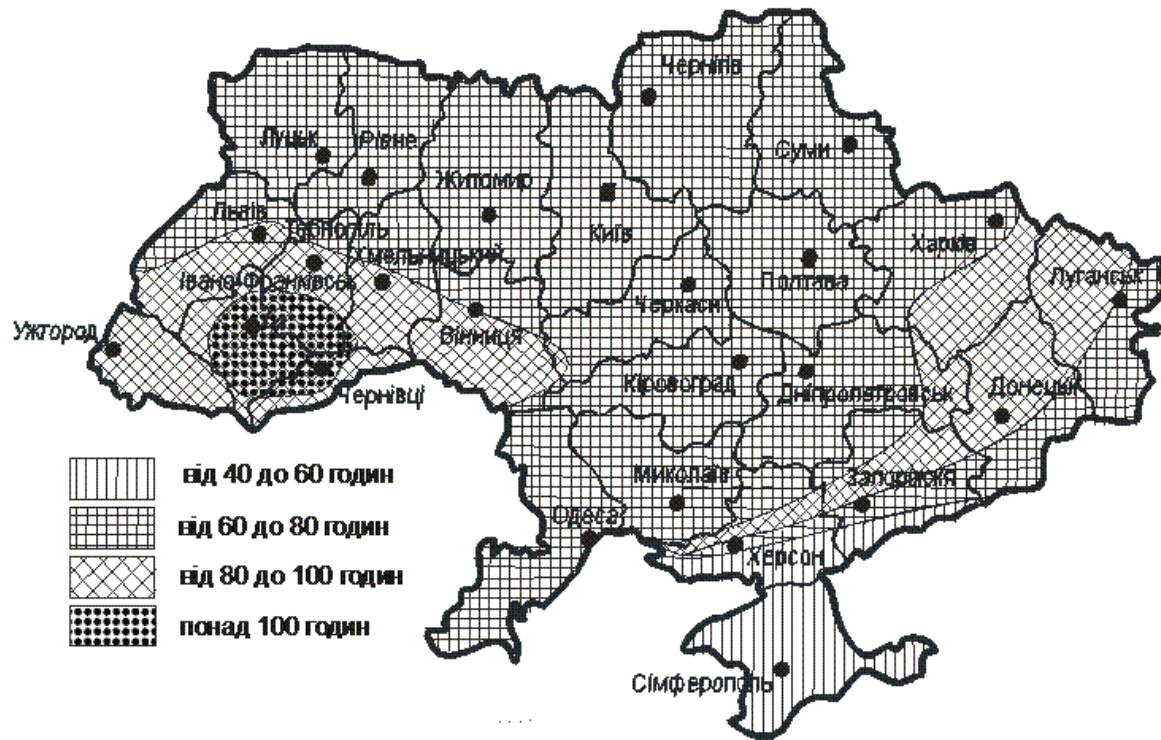 Чернігів
Луцьк
Рівне
Суми
Житомир
Київ
Львів
Тернопіль
Хмельницький
Харків
Луганськ
Івано-Франківськ
Полтава
Черкаси
Ужгород
Вінниця
Чернівці
Кіровоград
Дніпропетровськ
Донецьк
від 40 до 60 годин
Миколаїв
Запоріжжя
від 60 до 80 годин
Одеса
Херсон
від 80 до 100 годин
понад 100 годин
Сімферополь